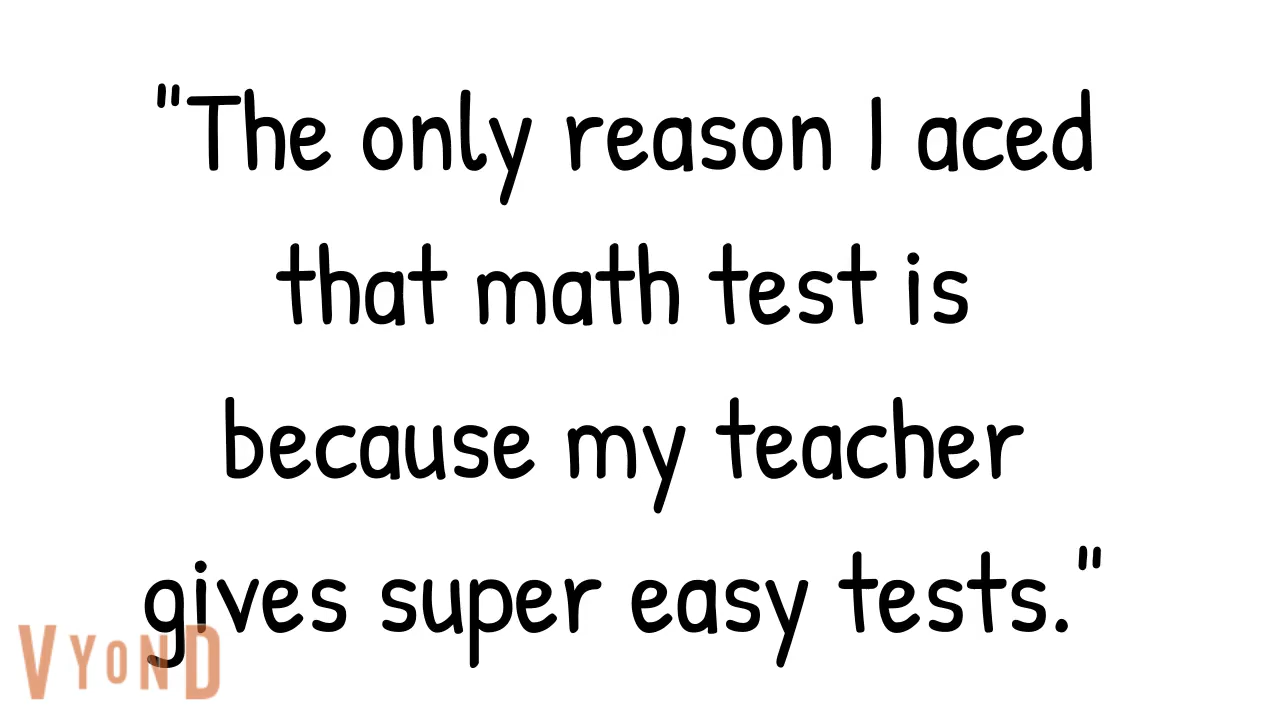 "The only reason I aced
that math test is
because my teacher
gives super easy tests."
VYOND